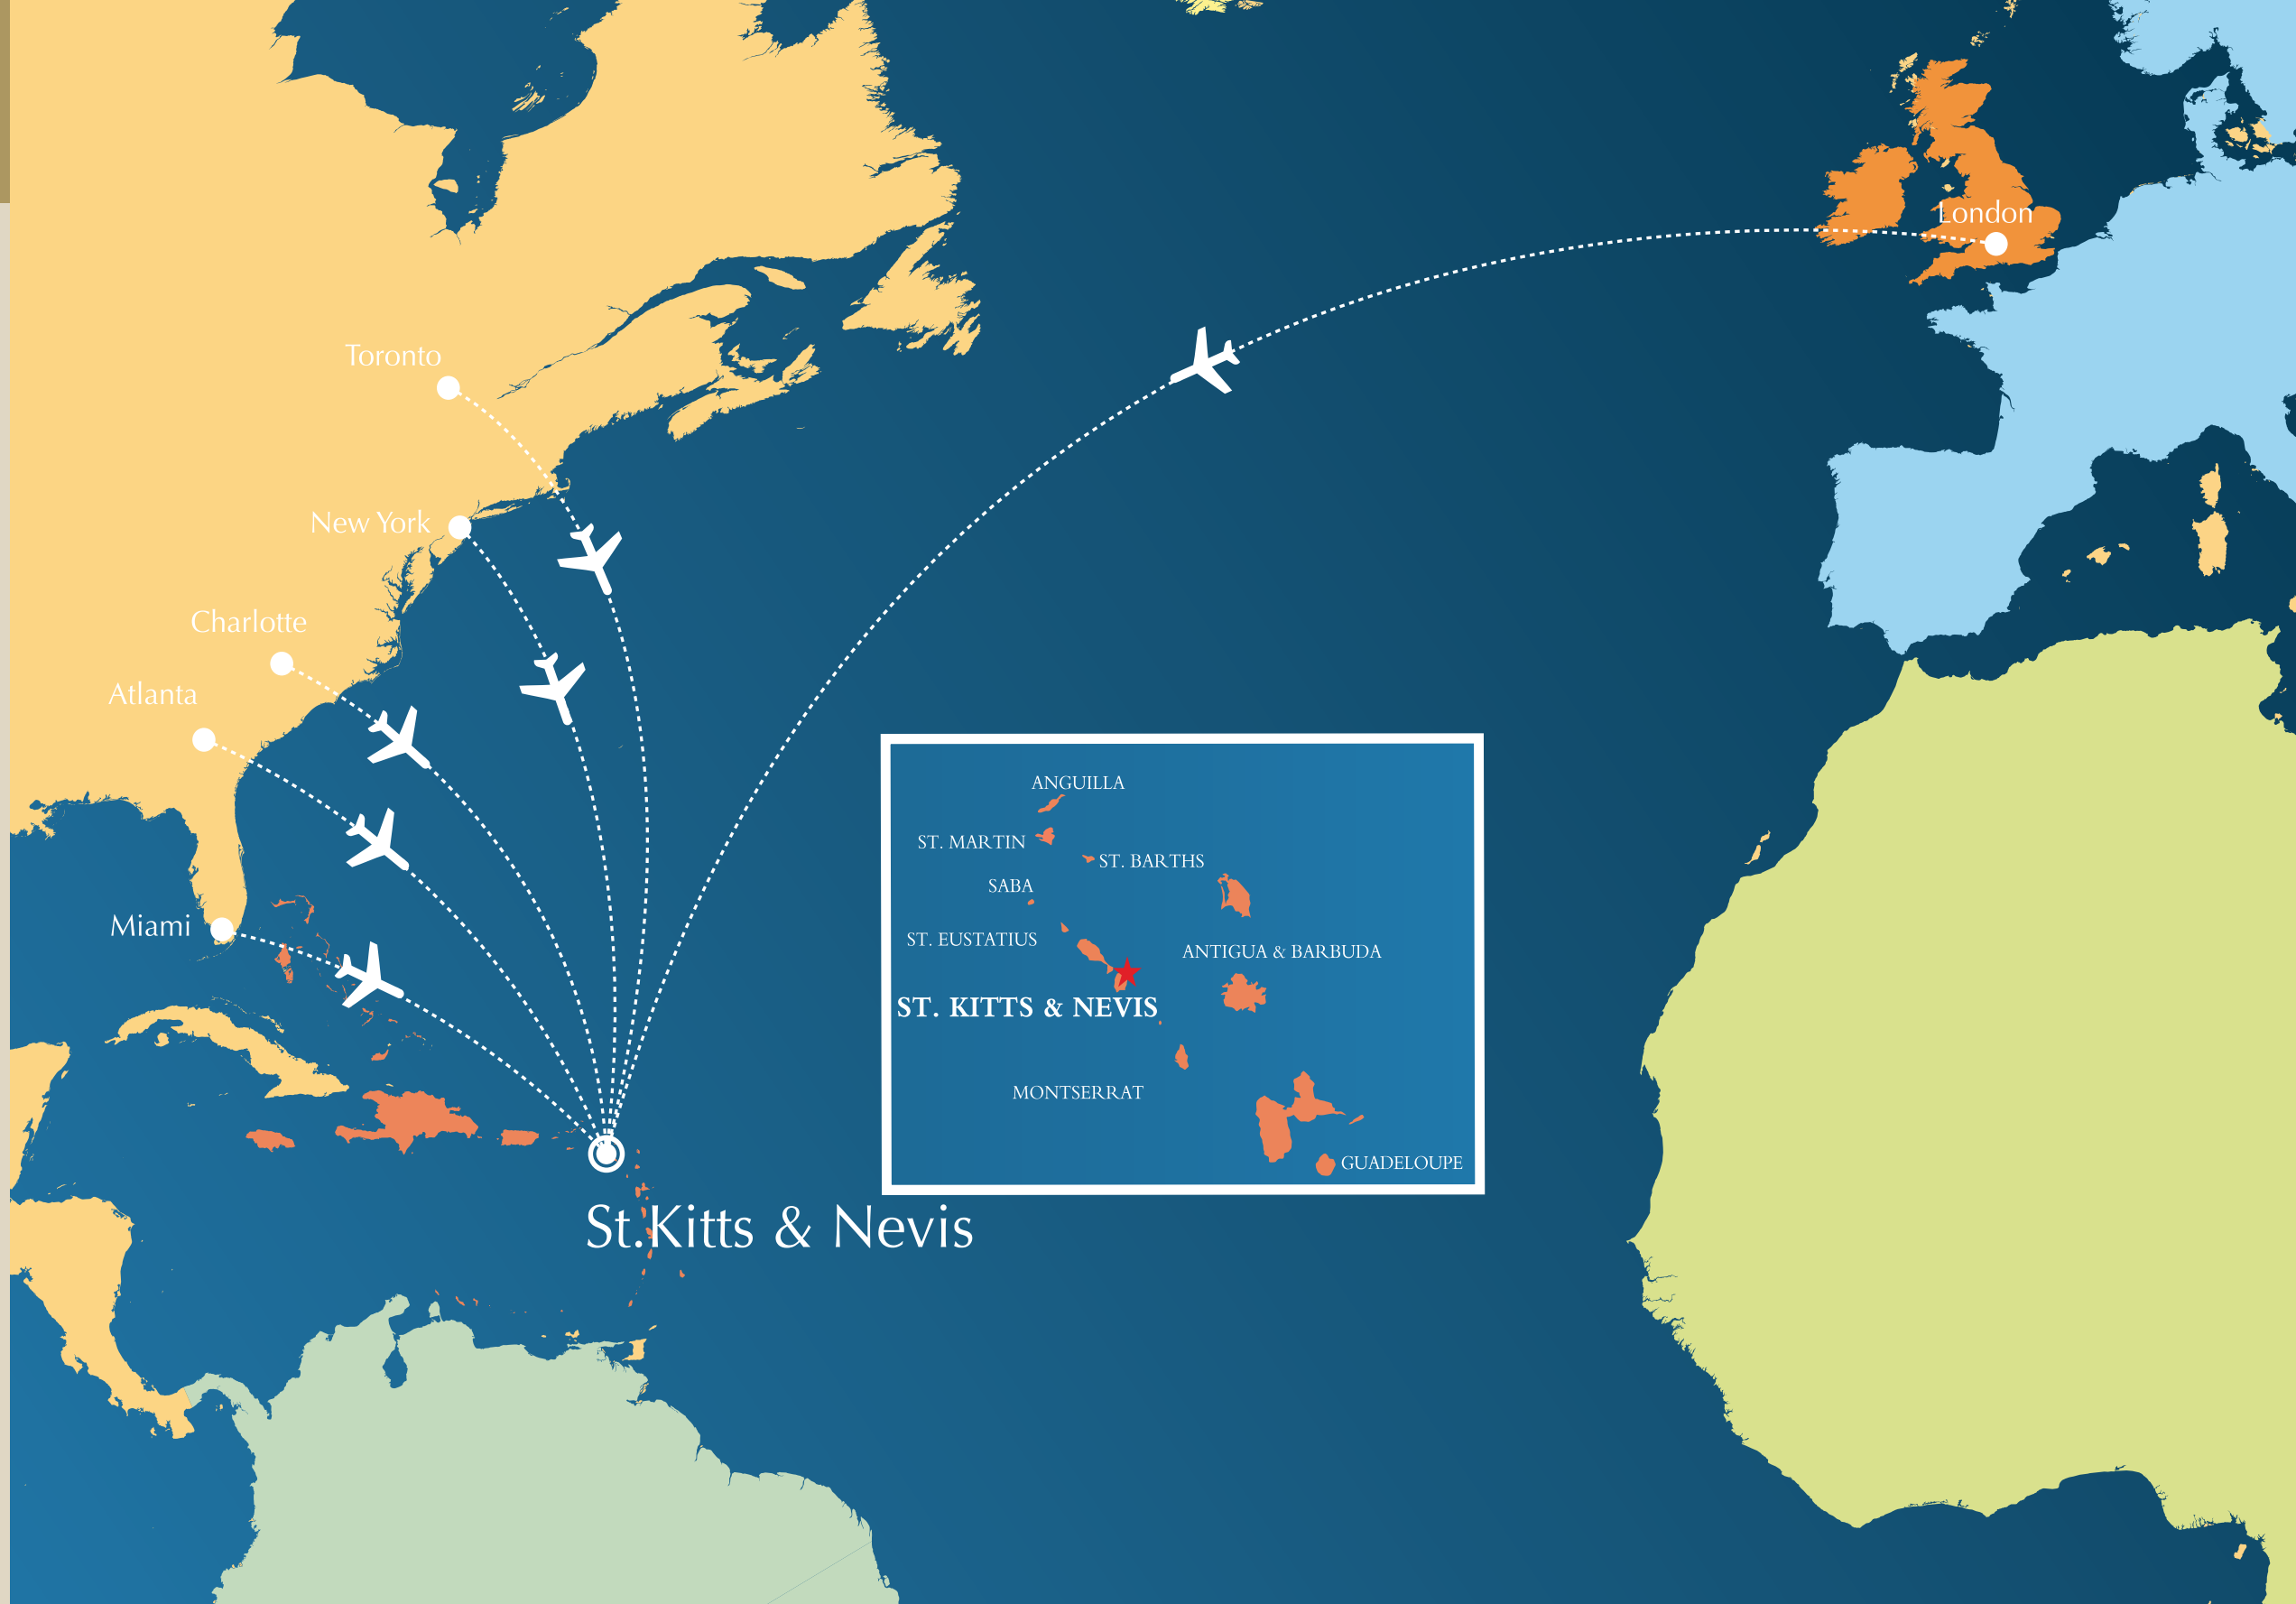 London
Toronto
New York
Charlotte
Atlanta
Miami
ANGUILLA
ST. MARTIN
ST. BARTHS
SABA
ST. EUSTATIUS
ANTIGUA & BARBUDA
ST. KITTS & NEVIS
MONTSERRAT
GUADELOUPE
St.Kitts & Nevis